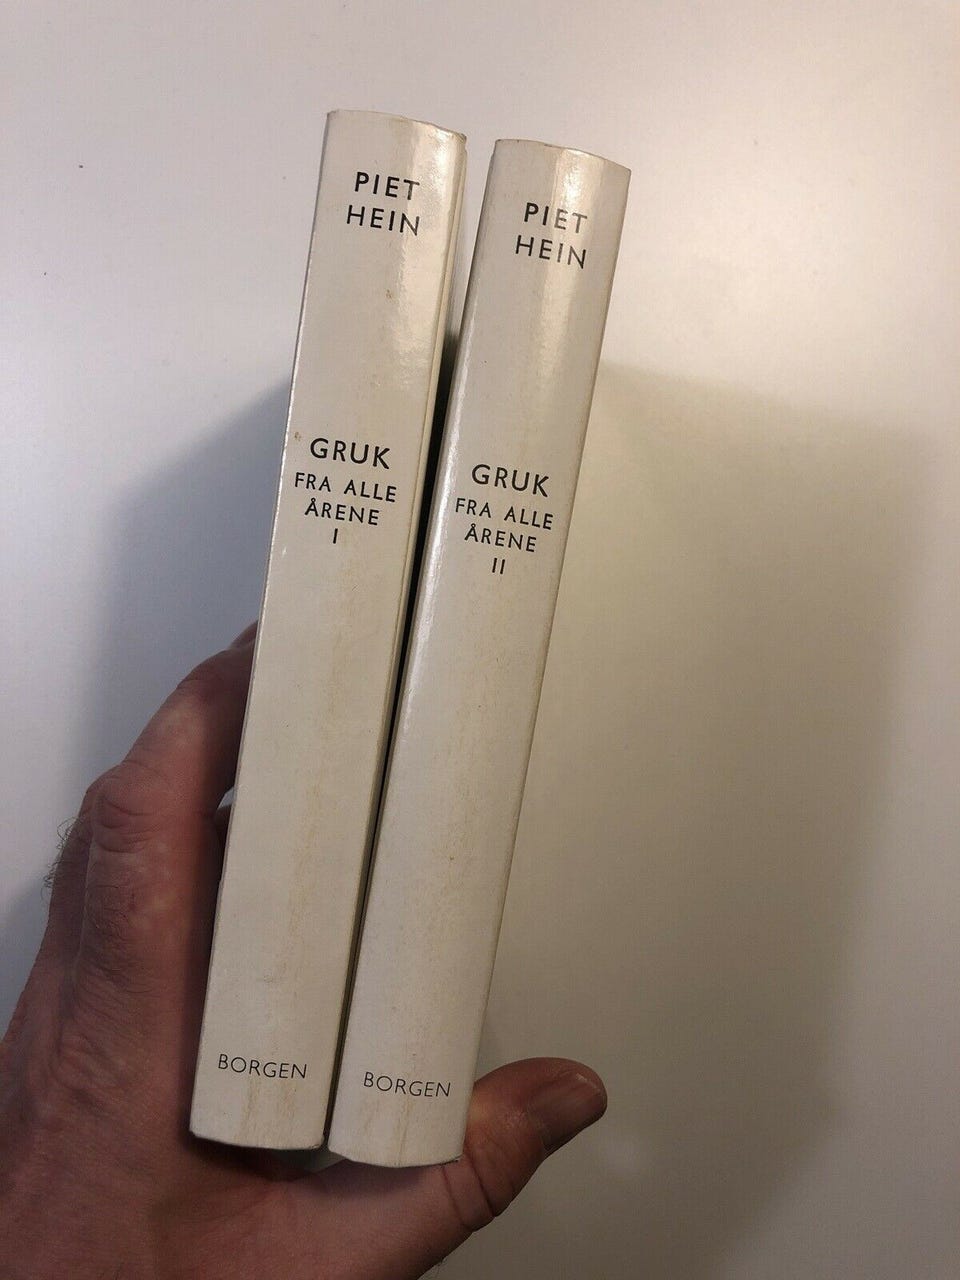 PIET
HEIN
GRUK
FRA ALLE
ÅRENE
I
BORGEN
PIET
HEIN
GRUK
FRA ALLE
ÅRENE
II
BORGEN